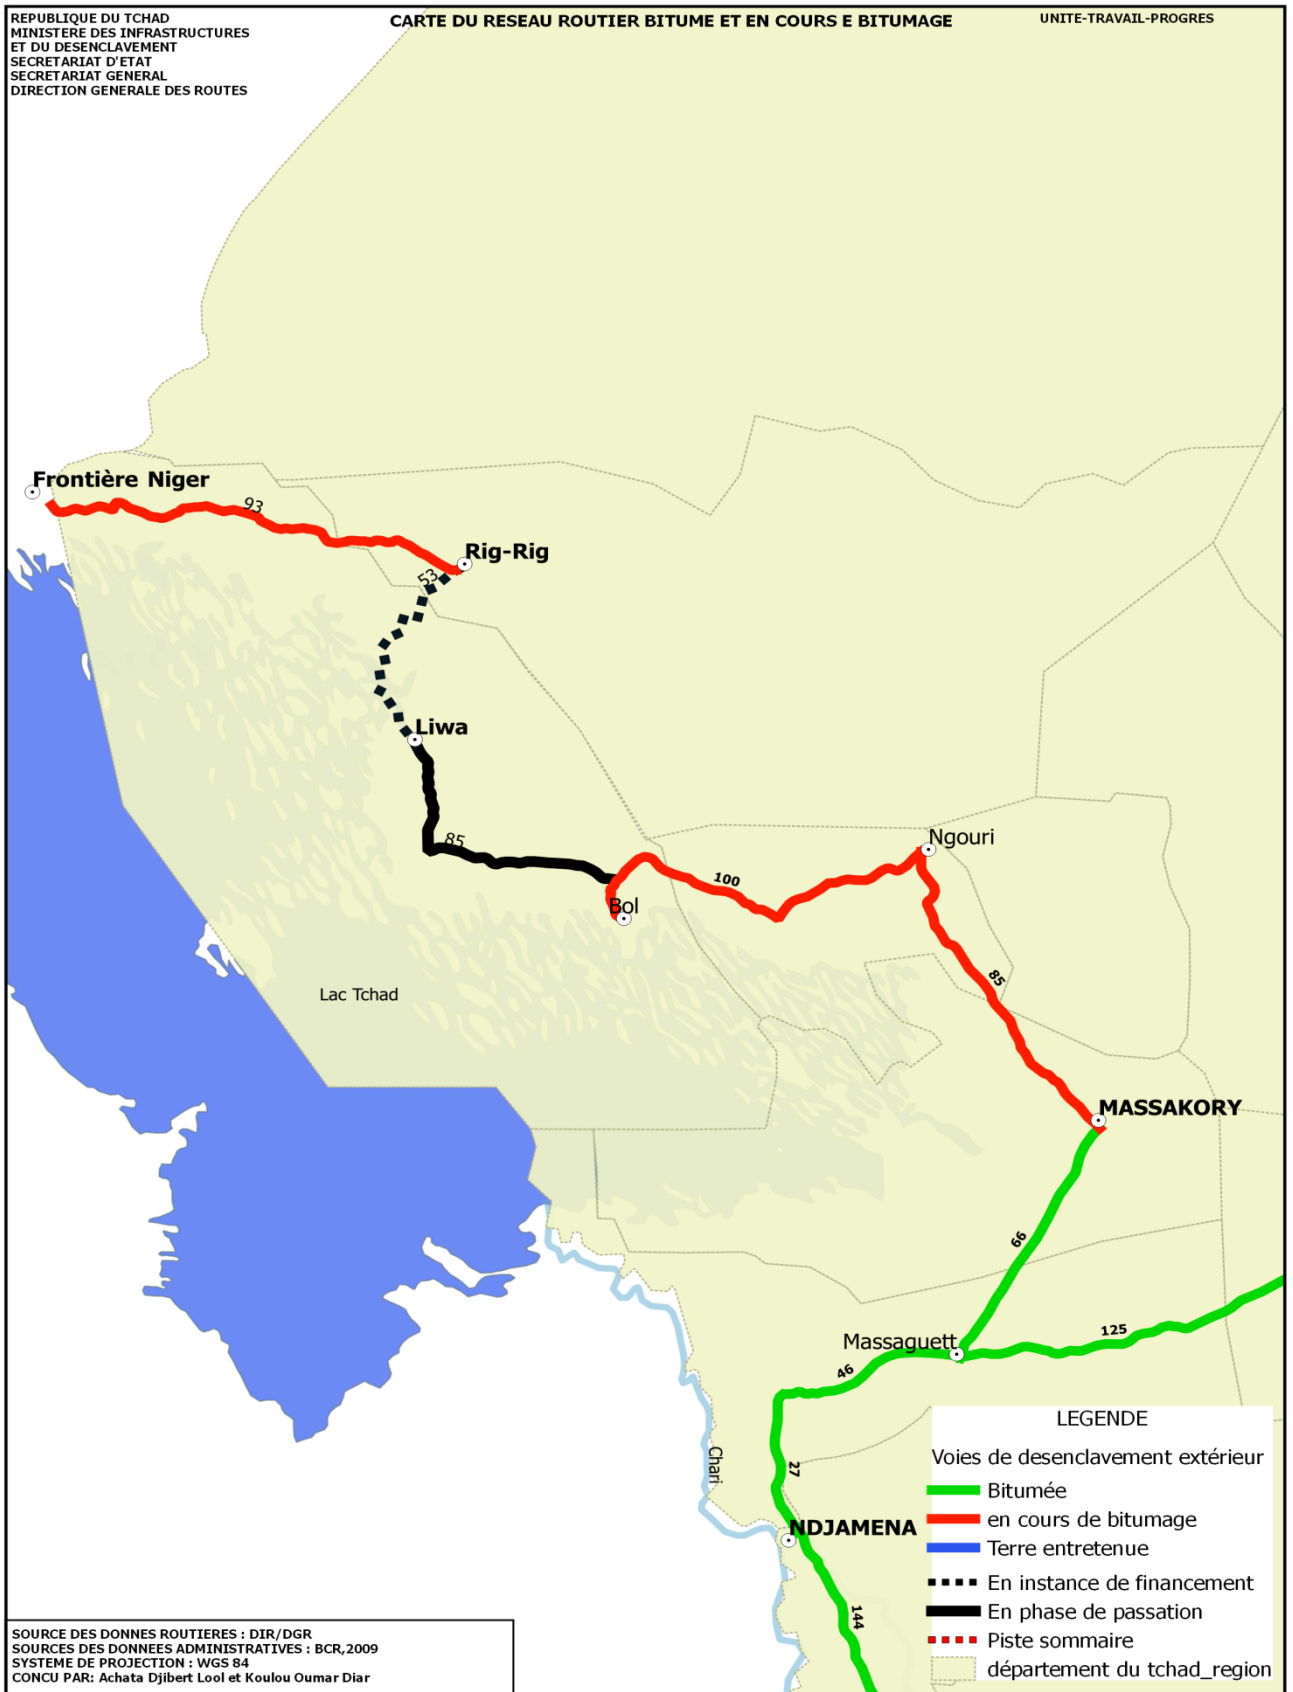 REPUBLIQUE DU TCHAD
MINISTERE DES INFRASTRUCTURES
ET DU DESENCLAVEMENT
SECRETARIAT D'ETAT
SECRETARIAT GENERAL
DIRECTION GENERALE DES ROUTES
CARTE DU RESEAU ROUTIER BITUME ET EN COURS E BITUMAGE
UNITE-TRAVAIL-PROGRES
Frontière Niger
93
Rig-Rig
53
Liwa
85
Ngouri
100
Bol
85
Lac Tchad
MASSAKORY
66
125
Massaguett
46
27
Chari
NDJAMENA
144
LEGENDE
Voies de desenclavement extérieur
Bitumée
en cours de bitumage
Terre entretenue
En instance de financement
En phase de passation
Piste sommaire
département du tchad_region
SOURCE DES DONNES ROUTIERES : DIR/DGR
SOURCES DES DONNEES ADMINISTRATIVES : BCR,2009
SYSTEME DE PROJECTION : WGS 84
CONCU PAR: Achata Djibert Lool et Koulou Oumar Diar